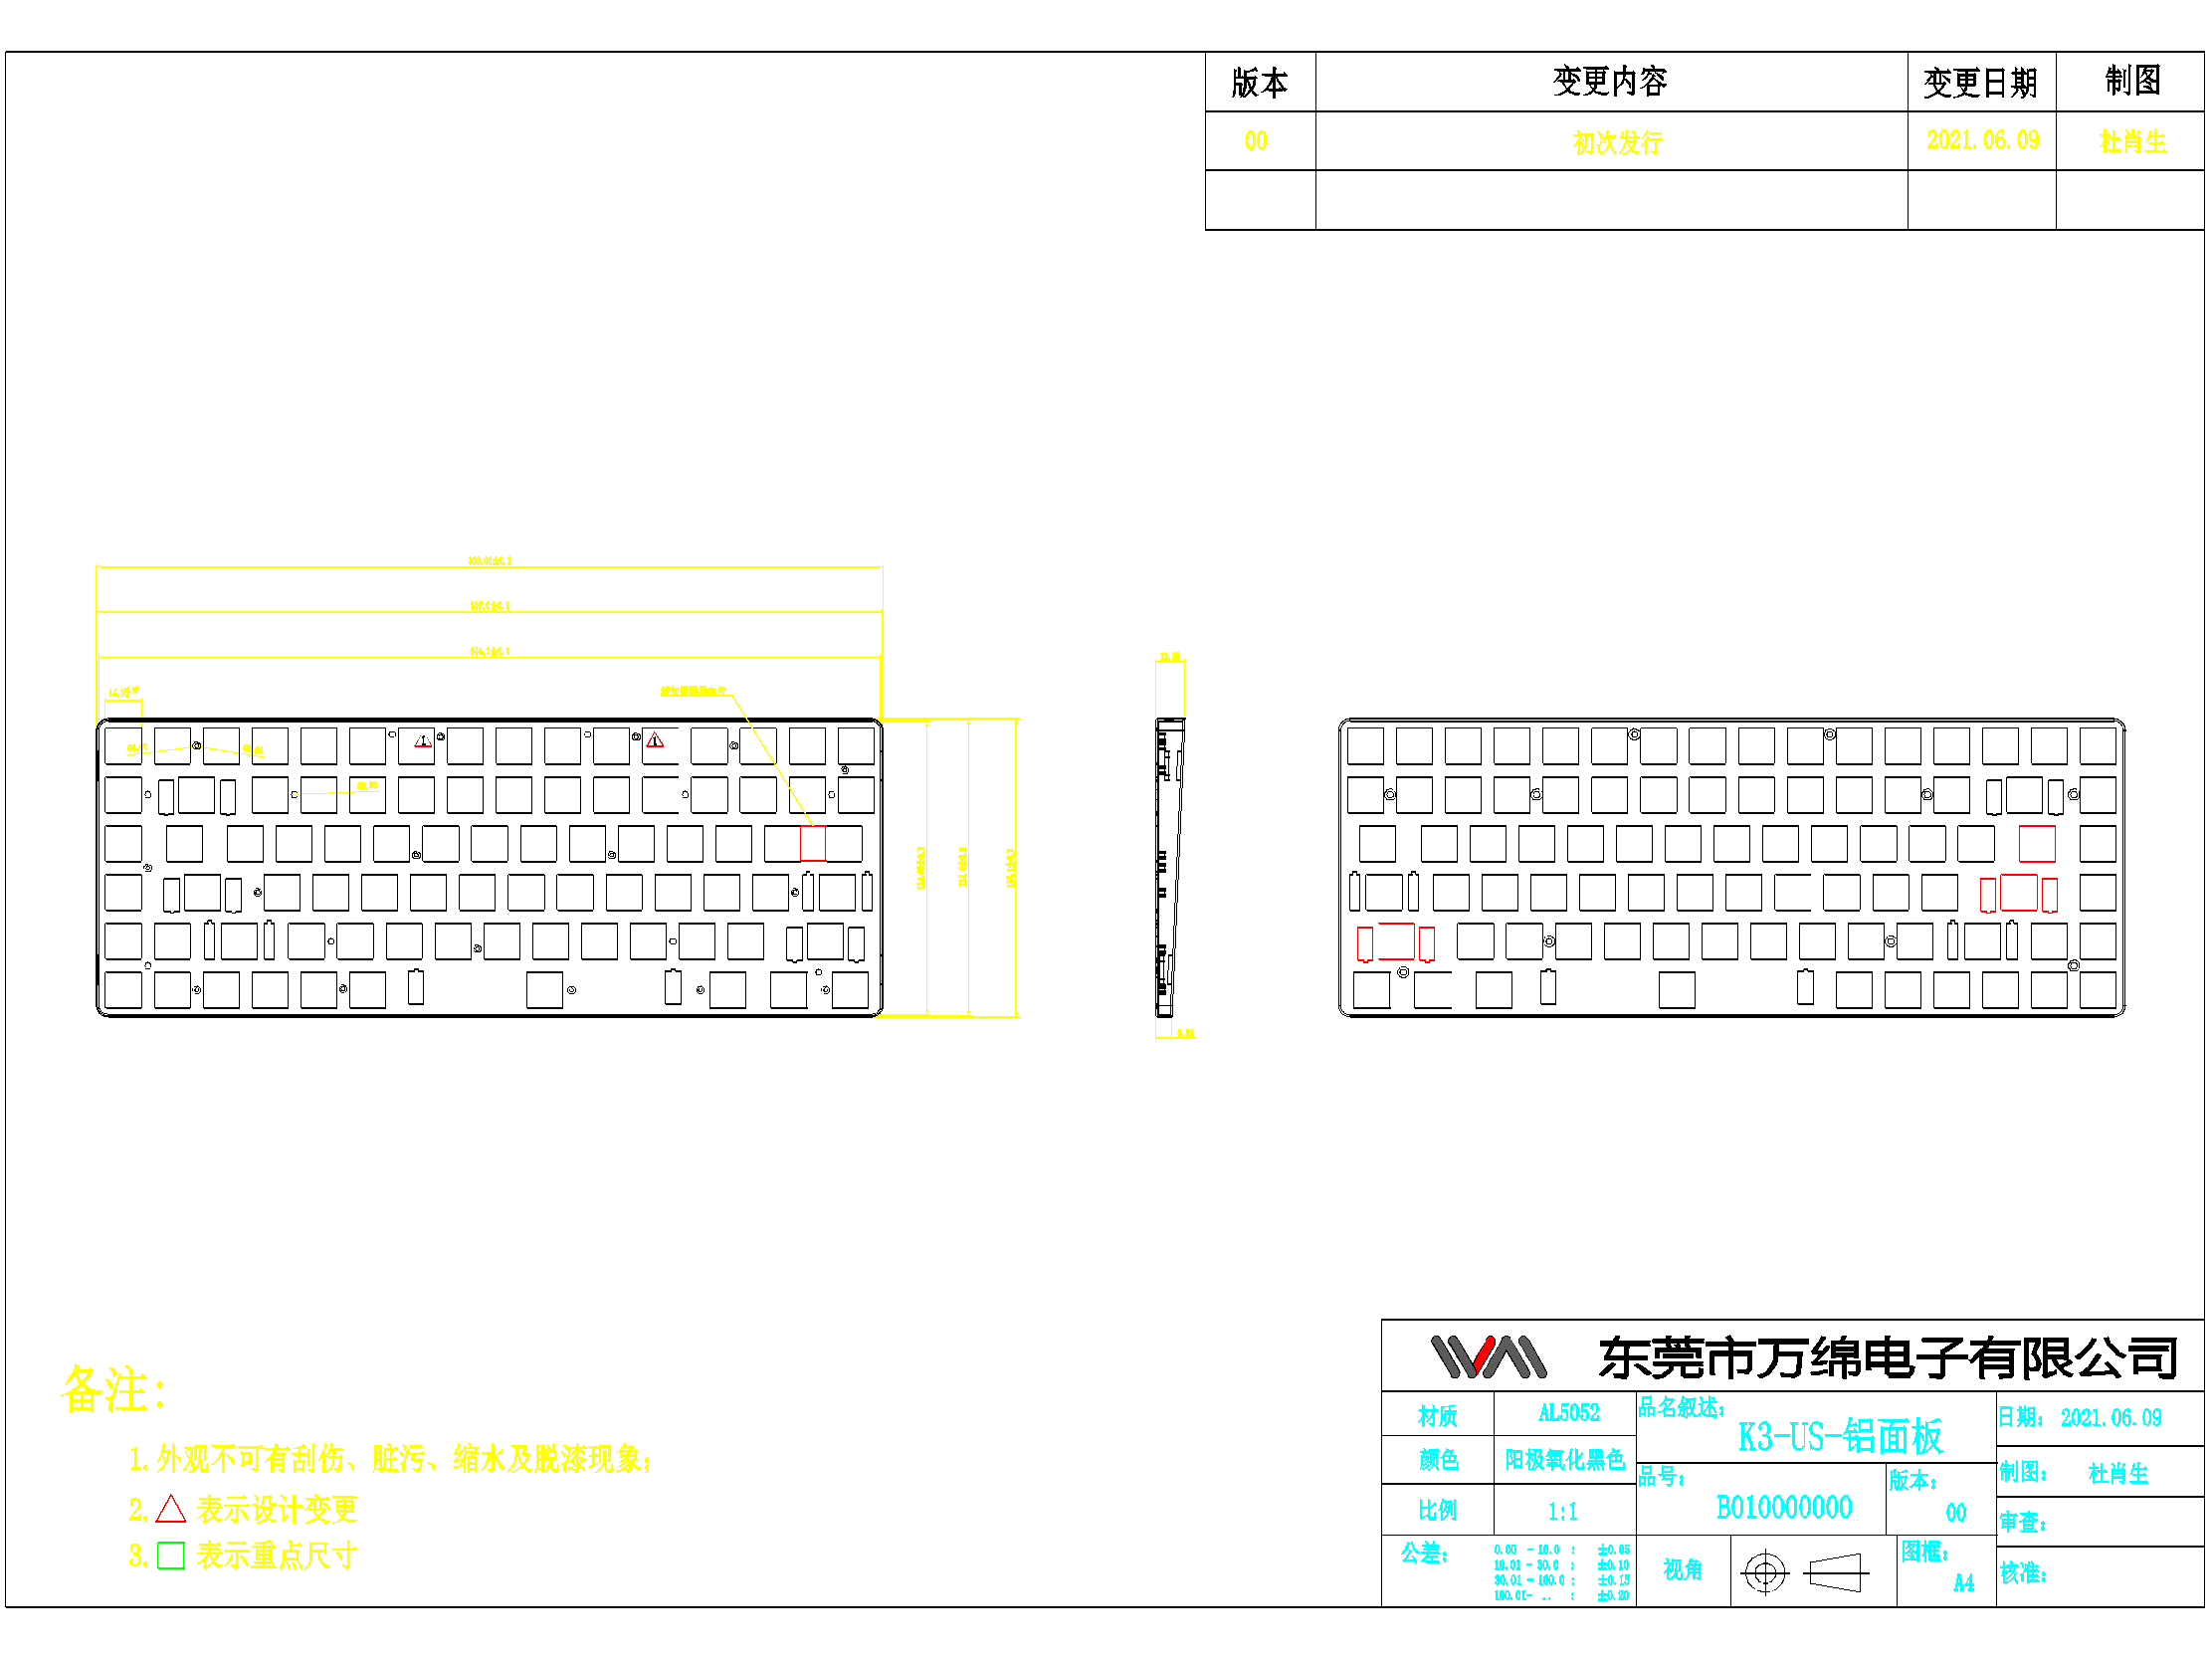 版本 变更内容 变更日期 制图
00 初次发行 2021.06.09 杜肖生
备注:
1.外观不可有刮伤、脏污、缩水及脱漆现象;
2. 表示设计变更
3. 表示重点尺寸
东莞市万绵电子有限公司
材质 AL5052
颜色 阳极氧化黑色
比例 1:1
公差:
0.00 - 10.0 : ±0.05
10.01 - 30.0 : ±0.10
30.01 - 100.0 : ±0.15
100.01- .. : ±0.20
品名叙述:
K3-US-铝面板
品号:
B010000000
版本:
00
视角
图框:
A4
日期: 2021.06.09
制图: 杜肖生
审查:
核准: